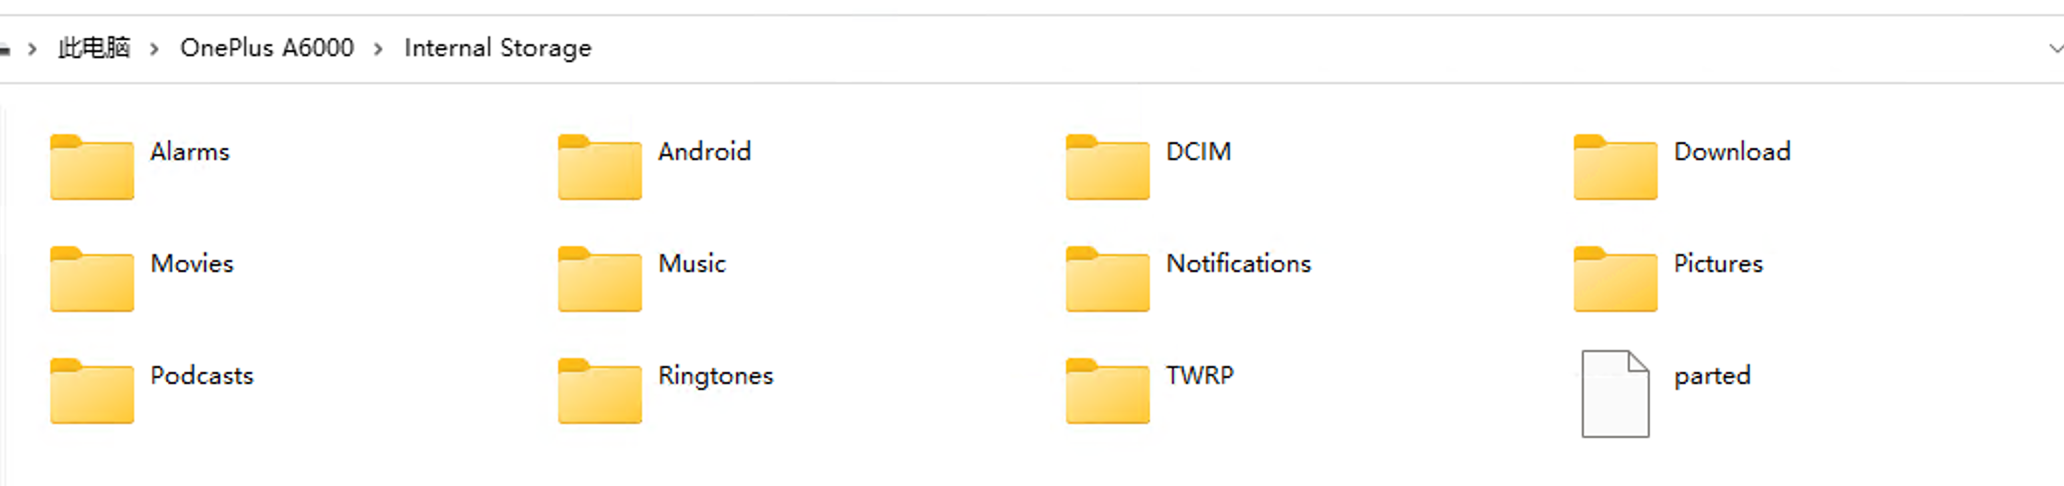 此电脑 > OnePlus A6000 > Internal Storage
Alarms Android DCIM Download
Movies Music Notifications Pictures
Podcasts Ringtones TWRP parted